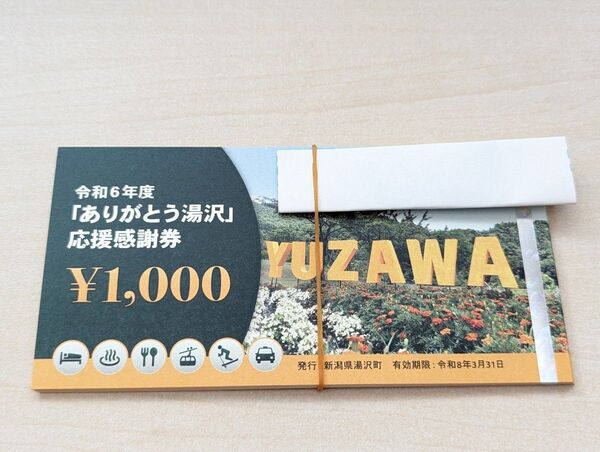 令和6年度
「ありがとう湯沢」
応援感謝券
¥1,000
YUZAWA
発行 新潟県湯沢町 有効期限:令和8年3月31日